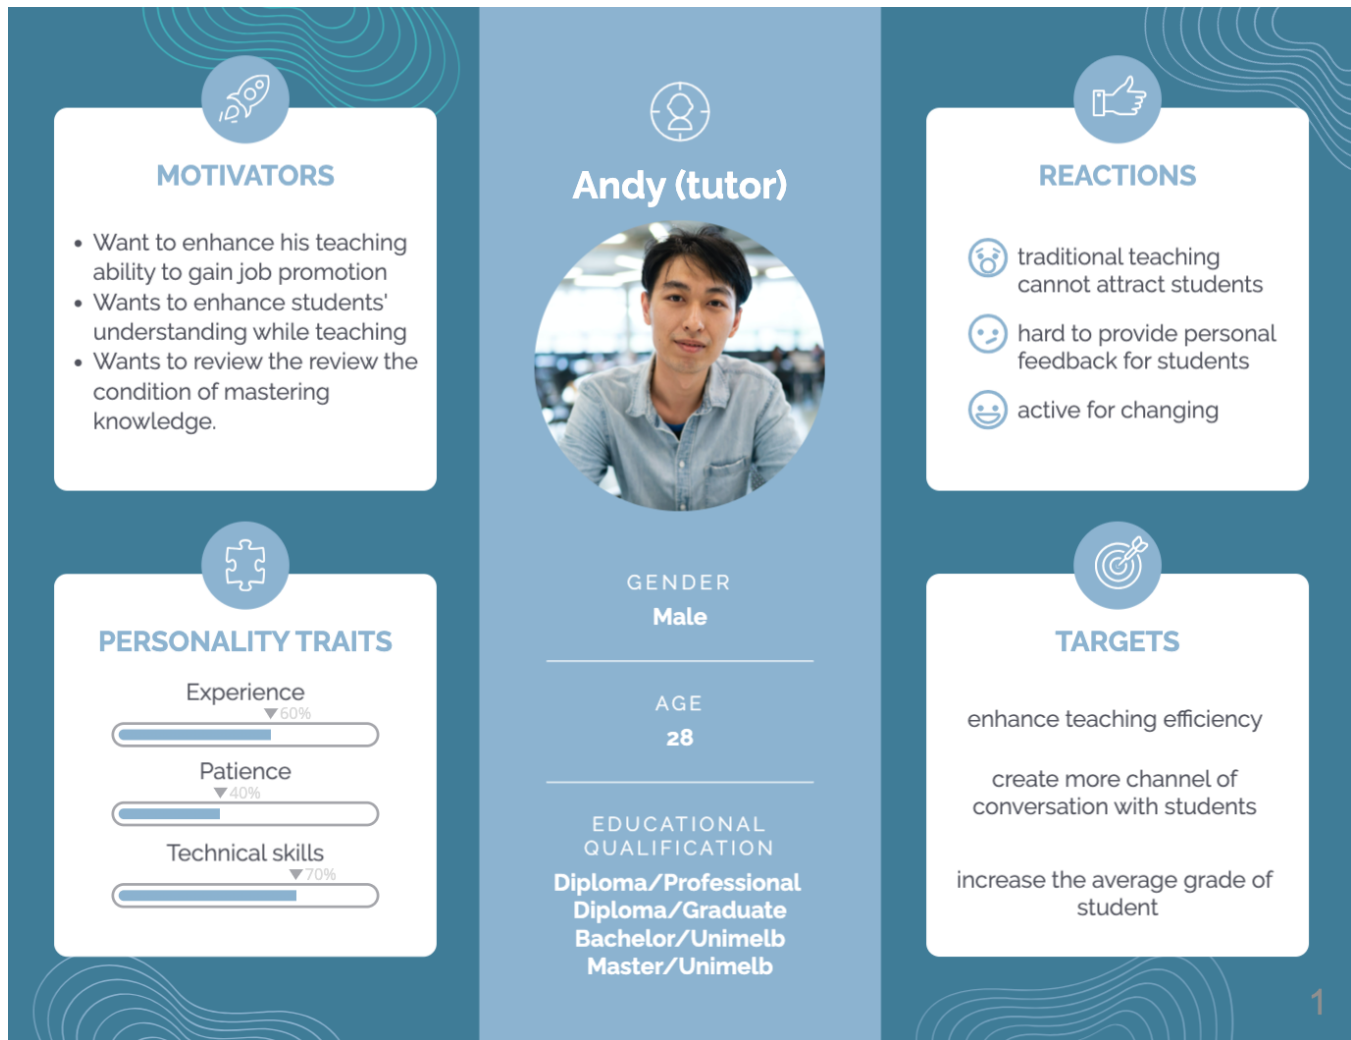 MOTIVATORS
Want to enhance his teaching
ability to gain job promotion
Wants to enhance students'
understanding while teaching
Wants to review the review the
condition of mastering
knowledge.
PERSONALITY TRAITS
Experience
60%
Patience
40%
Technical skills
70%
Andy (tutor)
GENDER
Male
AGE
28
EDUCATIONAL
QUALIFICATION
Diploma/Professional
Diploma/Graduate
Bachelor/Unimelb
Master/Unimelb
REACTIONS
traditional teaching
cannot attract students
hard to provide personal
feedback for students
active for changing
TARGETS
enhance teaching efficiency
create more channel of
conversation with students
increase the average grade of
student
1